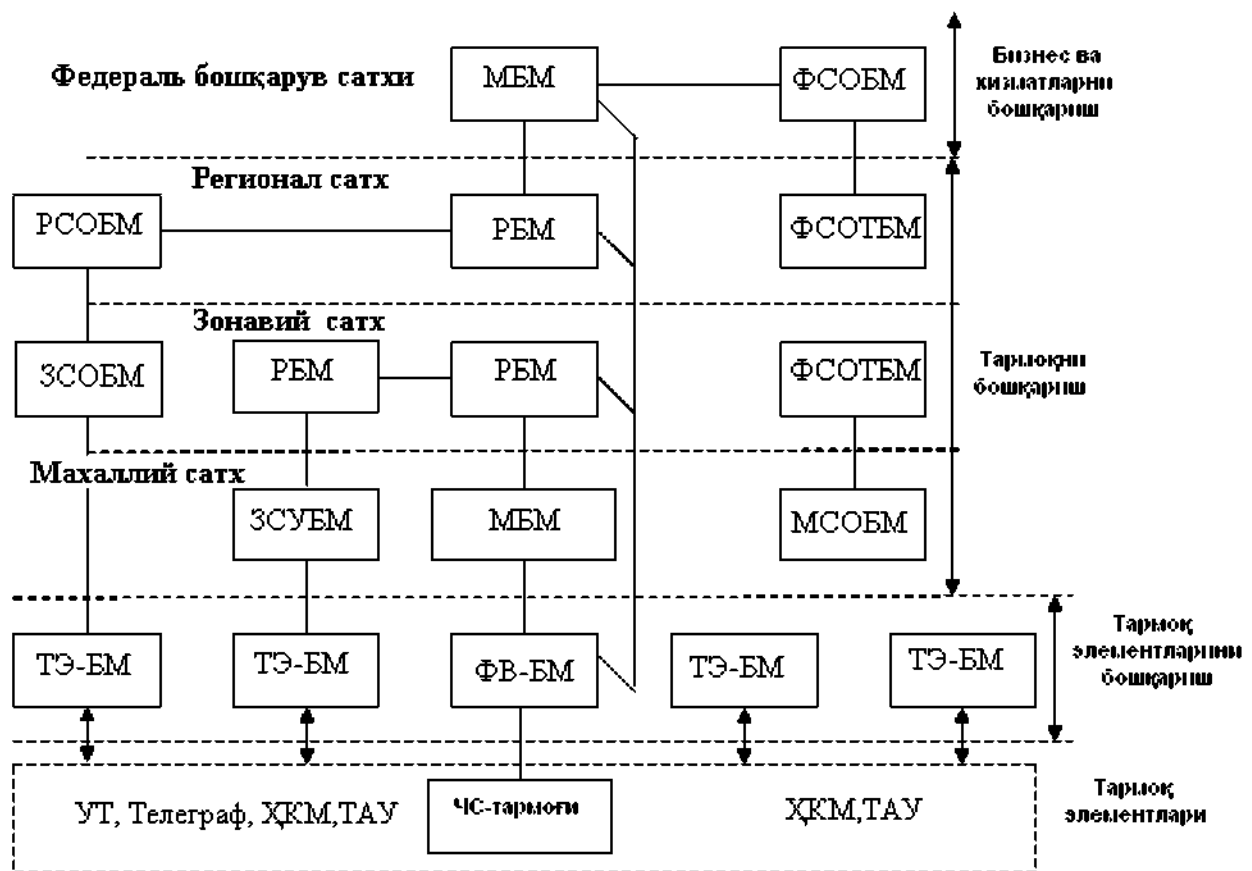 Федераль бошқарув сатхи
МБМ
ФСОБМ
Бизнес ва
хизматларни
бошқариш
Регионал сатх
РСОБМ
РБМ
ФСОТБМ
Зонавий сатх
ЗСОБМ
РБМ
РБМ
ФСОТБМ
Тармоқни
бошқариш
Махаллий сатх
ЗСУБМ
МБМ
МСОБМ
ТЭ-БМ
ТЭ-БМ
ФВ-БМ
ТЭ-БМ
ТЭ-БМ
Тармоқ
элементларини
бошқариш
УТ, Телеграф, ҲКМ,ТАУ
ЧС-тармоғи
ҲКМ,ТАУ
Тармоқ
элементлари